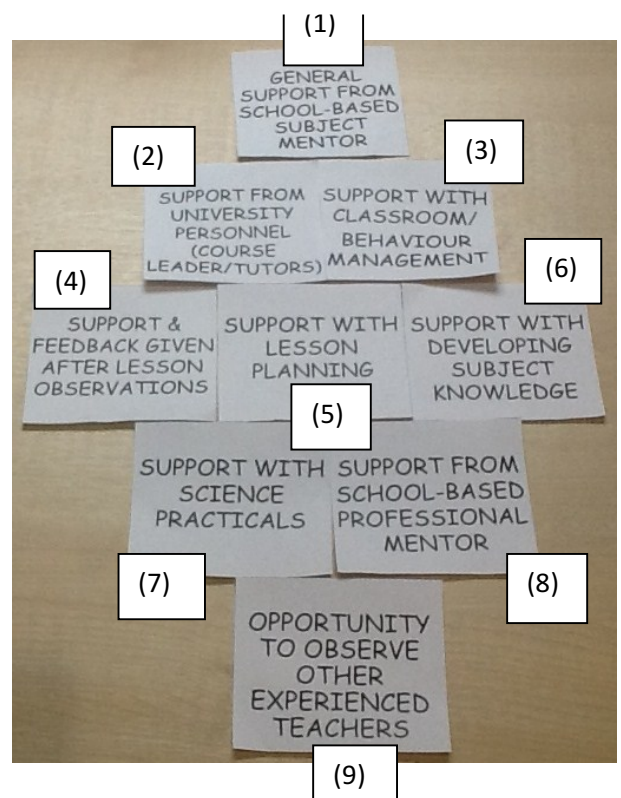 (1)
GENERAL
SUPPORT FROM
SCHOOL-BASED
SUBJECT
MENTOR
(2)
SUPPORT FROM
UNIVERSITY
PERSONNEL
(COURSE
LEADER/TUTORS)
(3)
SUPPORT WITH
CLASSROOM/
BEHAVIOUR
MANAGEMENT
(4)
SUPPORT &
FEEDBACK GIVEN
AFTER LESSON
OBSERVATIONS
SUPPORT WITH
LESSON
PLANNING
(5)
(6)
SUPPORT WITH
DEVELOPING
SUBJECT
KNOWLEDGE
SUPPORT WITH
SCIENCE
PRACTICALS
(7)
SUPPORT FROM
SCHOOL-BASED
PROFESSIONAL
MENTOR
(8)
OPPORTUNITY
TO OBSERVE
OTHER
EXPERIENCED
TEACHERS
(9)